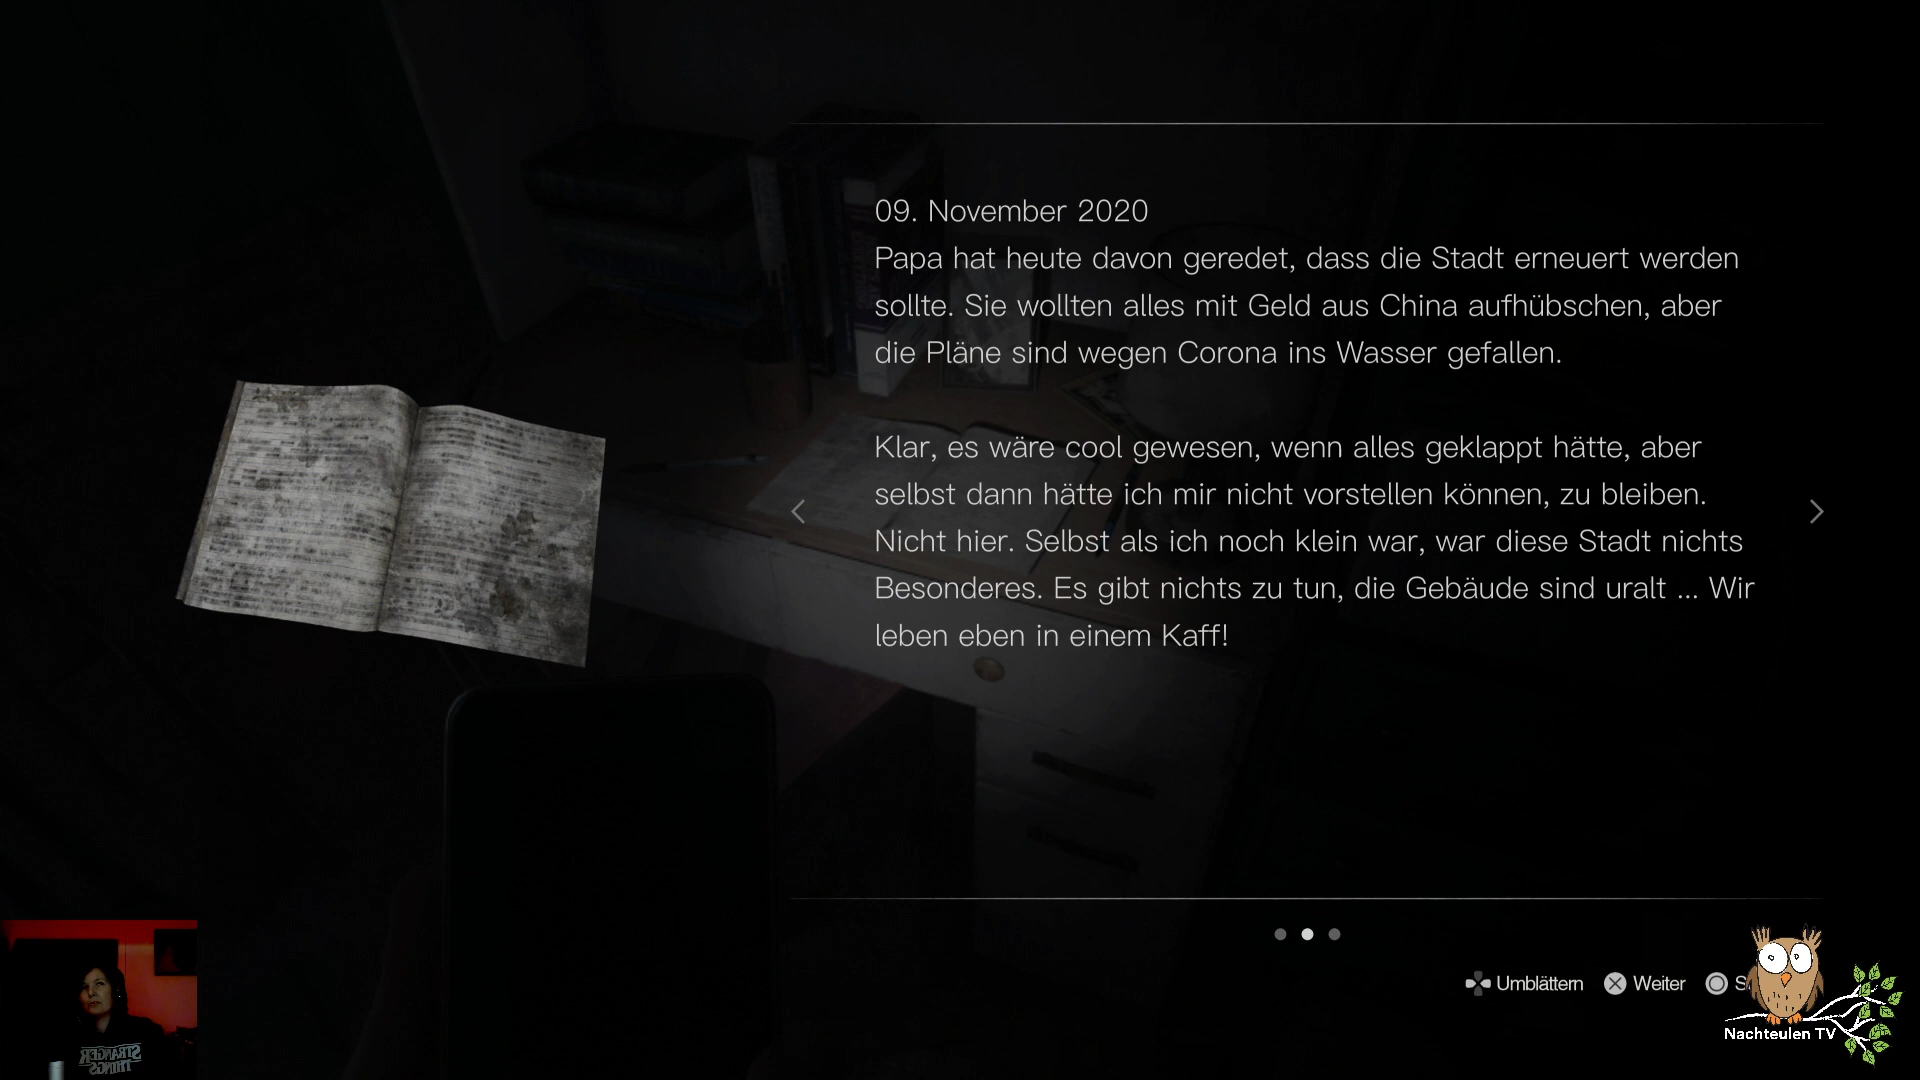 09. November 2020
Papa hat heute davon geredet, dass die Stadt erneuert werden
sollte. Sie wollten alles mit Geld aus China aufhübschen, aber
die Pläne sind wegen Corona ins Wasser gefallen.
Klar, es wäre cool gewesen, wenn alles geklappt hätte, aber
selbst dann hätte ich mir nicht vorstellen können, zu bleiben.
Nicht hier. Selbst als ich noch klein war, war diese Stadt nichts
Besonderes. Es gibt nichts zu tun, die Gebäude sind uralt ... Wir
leben eben in einem Kaff!
Umblättern Weiter
Nachteulen TV
STRANGER
THINGS